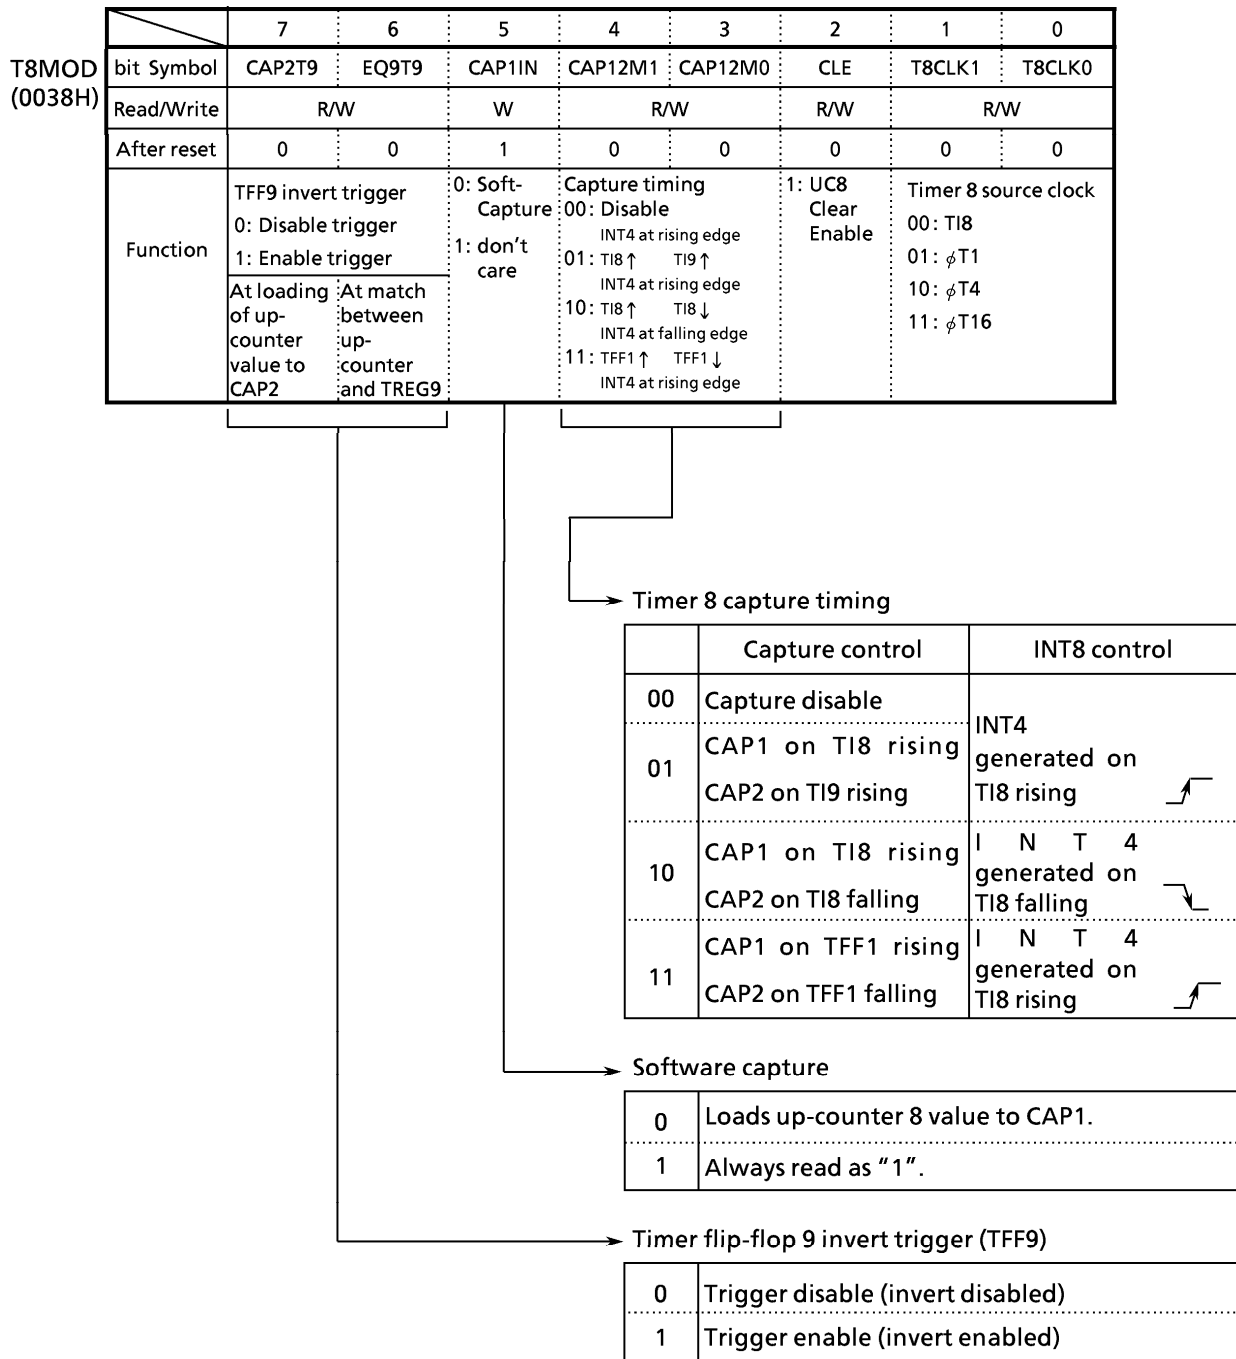 7 6 5 4 3 2 1 0
T8MOD (0038H)
bit Symbol CAP2T9 EQ9T9 CAP1IN CAP12M1 CAP12M0 CLE T8CLK1 T8CLK0
Read/Write R/W W R/W R/W R/W
After reset 0 0 1 0 0 0 0 0
Function
TFF9 invert trigger
0: Disable trigger
1: Enable trigger
At loading
of up-
counter
value to
CAP2
At match
between
up-
counter
and TREG9
0: Soft-
Capture
1: don't
care
Capture timing
00: Disable
INT4 at rising edge
01: TI8↑ TI9↑
INT4 at rising edge
10: TI8↑ TI8↓
INT4 at falling edge
11: TFF1↑ TFF1↓
INT4 at rising edge
1: UC8
Clear
Enable
Timer 8 source clock
00: TI8
01: ϕT1
10: ϕT4
11: ϕT16
Timer 8 capture timing
Capture control INT8 control
00 Capture disable
01 CAP1 on TI8 rising
CAP2 on TI9 rising
INT4
generated on
TI8 rising
10 CAP1 on TI8 rising
CAP2 on TI8 falling
I N T 4
generated on
TI8 falling
11 CAP1 on TFF1 rising
CAP2 on TFF1 falling
I N T 4
generated on
TI8 rising
Software capture
0 Loads up-counter 8 value to CAP1.
1 Always read as “1”.
Timer flip-flop 9 invert trigger (TFF9)
0 Trigger disable (invert disabled)
1 Trigger enable (invert enabled)